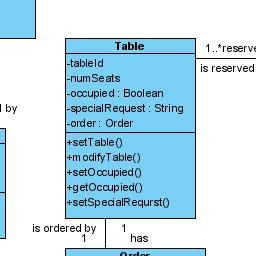 Table
1..*reserve
-tableId
is reserved
-numSeats
-occupied : Boolean
-specialRequest : String
-order : Order
by
+setTable()
+modifyTable()
+setOccupied()
+getOccupied()
+setSpecialRequrst()
is ordered by
1
1
has
Order